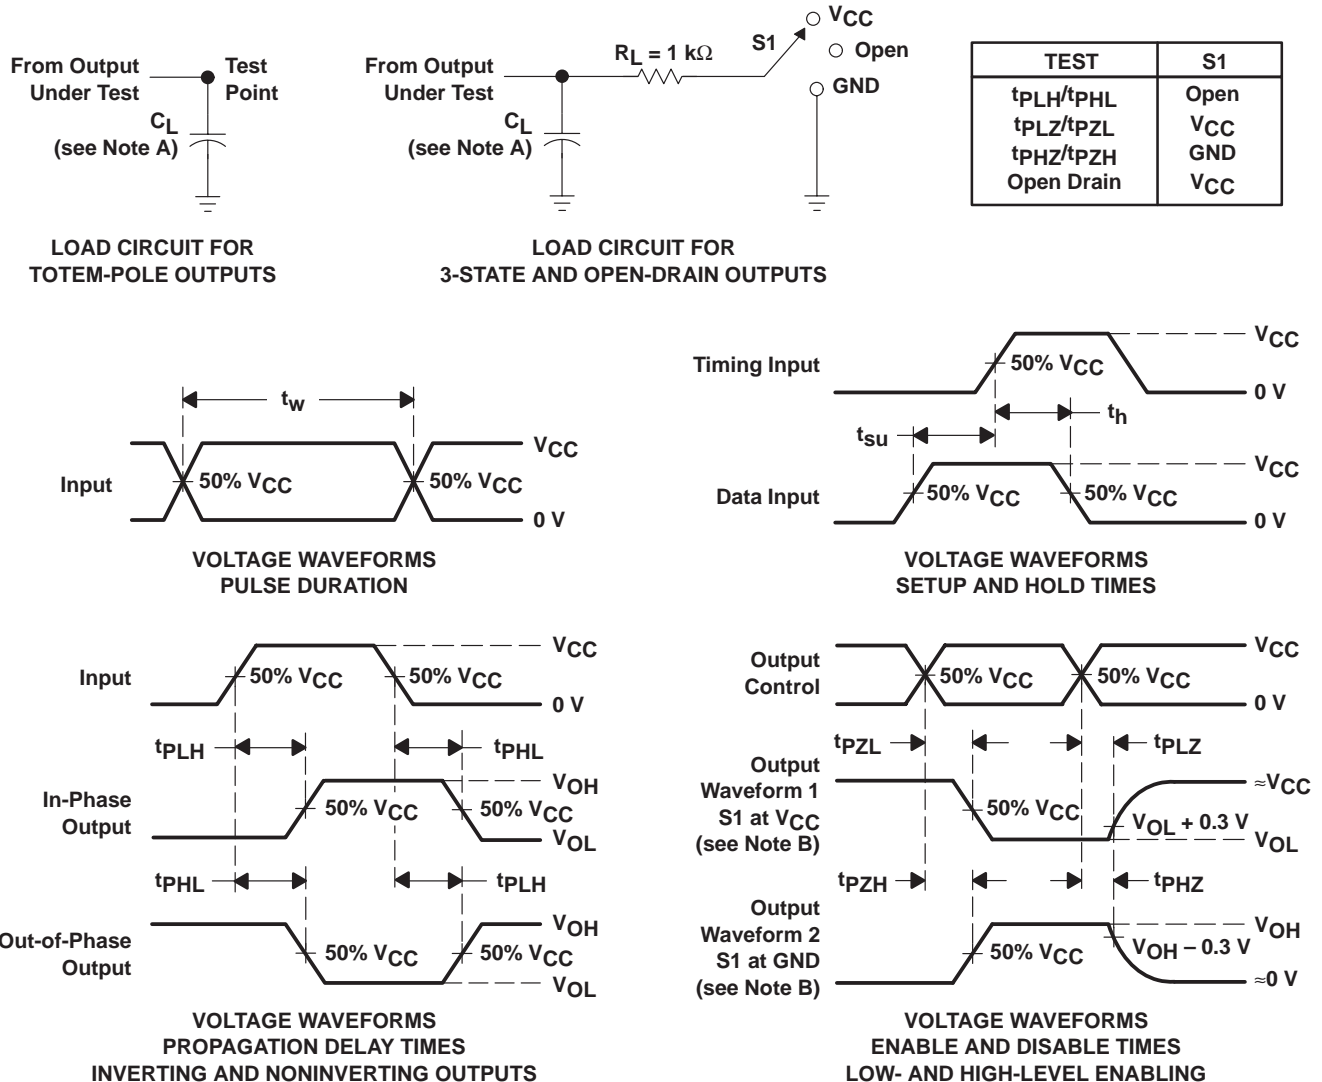 From Output
Under Test
Test
Point
CL
(see Note A)
LOAD CIRCUIT FOR
TOTEM-POLE OUTPUTS
From Output
Under Test
RL = 1 kΩ
S1
VCC
Open
GND
CL
(see Note A)
LOAD CIRCUIT FOR
3-STATE AND OPEN-DRAIN OUTPUTS
TEST S1
tPLH/tPHL Open
tPLZ/tPZL VCC
tPHZ/tPZH GND
Open Drain VCC
tw
Input
50% VCC
50% VCC
VCC
0 V
VOLTAGE WAVEFORMS
PULSE DURATION
Timing Input
50% VCC
VCC
0 V
th
tsu
Data Input
50% VCC
50% VCC
VCC
0 V
VOLTAGE WAVEFORMS
SETUP AND HOLD TIMES
Input
50% VCC
50% VCC
VCC
0 V
tPLH
tPHL
In-Phase
Output
50% VCC
50% VCC
VOH
VOL
tPHL
tPLH
Out-of-Phase
Output
50% VCC
50% VCC
VOH
VOL
VOLTAGE WAVEFORMS
PROPAGATION DELAY TIMES
INVERTING AND NONINVERTING OUTPUTS
Output
Control
50% VCC
50% VCC
VCC
0 V
tPZL
tPLZ
Output
Waveform 1
S1 at VCC
(see Note B)
50% VCC
VOL + 0.3 V
≈VCC
VOL
tPZH
tPHZ
Output
Waveform 2
S1 at GND
(see Note B)
50% VCC
VOH − 0.3 V
VOH
≈0 V
VOLTAGE WAVEFORMS
ENABLE AND DISABLE TIMES
LOW- AND HIGH-LEVEL ENABLING